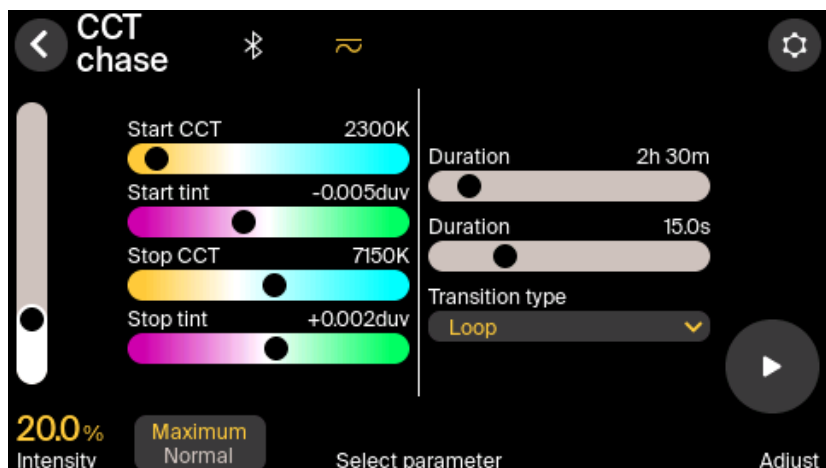 CCT
chase
Start CCT 2300K
Start tint -0.005duv
Stop CCT 7150K
Stop tint +0.002duv
Duration 2h 30m
Duration 15.0s
Transition type
Loop
20.0%
Intensity
Maximum
Normal
Select parameter
Adjust